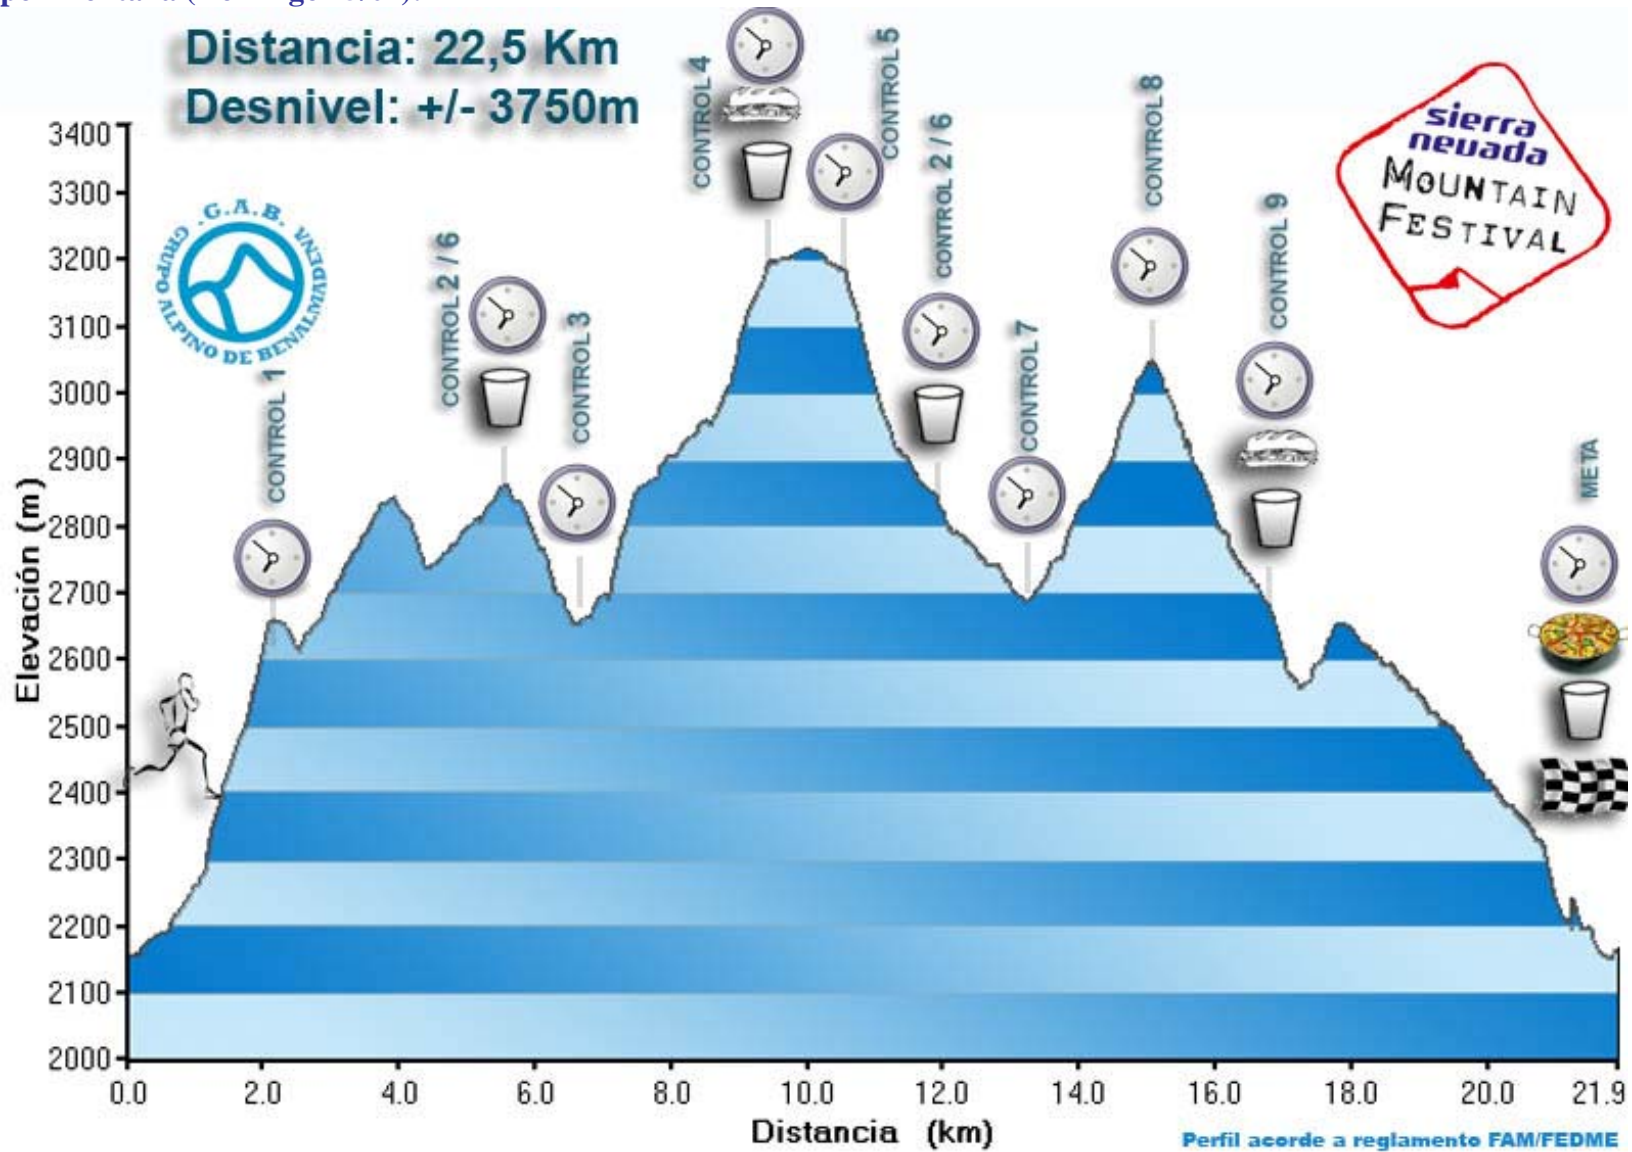 Distancia: 22,5 Km
Desnivel: +/- 3750m
CONTROL 4
CONTROL 5
CONTROL 2 / 6
CONTROL 8
CONTROL 9
sierra
nevada
MOUNTAIN
FESTIVAL
G.A.B.
GRUPO ALPINO DE BENALMADENA
CONTROL 1
CONTROL 2 / 6
CONTROL 3
CONTROL 7
META
Elevación (m)
3400
3300
3200
3100
3000
2900
2800
2700
2600
2500
2400
2300
2200
2100
2000
0.0 2.0 4.0 6.0 8.0 10.0 12.0 14.0 16.0 18.0 20.0 21.9
Distancia (km)
Perfil acorde a reglamento FAM/FEDME